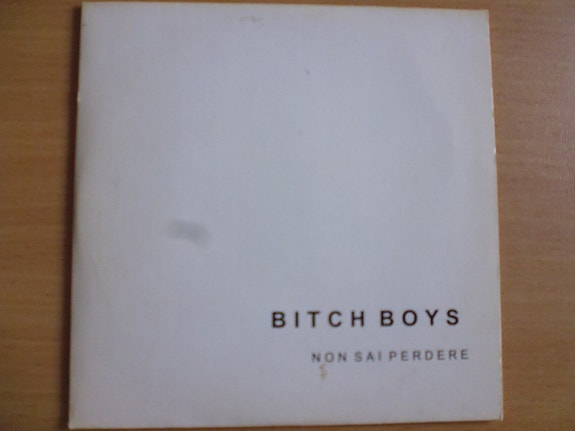 BITCH BOYS
NON SAI PERDERE